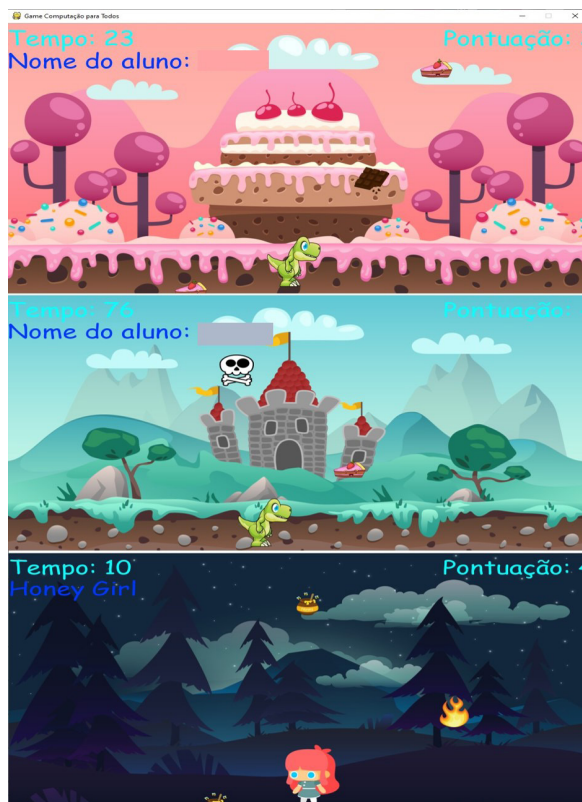 Game Computação para Todos
Tempo: 23 Pontuação:
Nome do aluno:
Tempo: 76 Pontuação:
Nome do aluno:
Tempo: 10 Pontuação:
Honey Girl